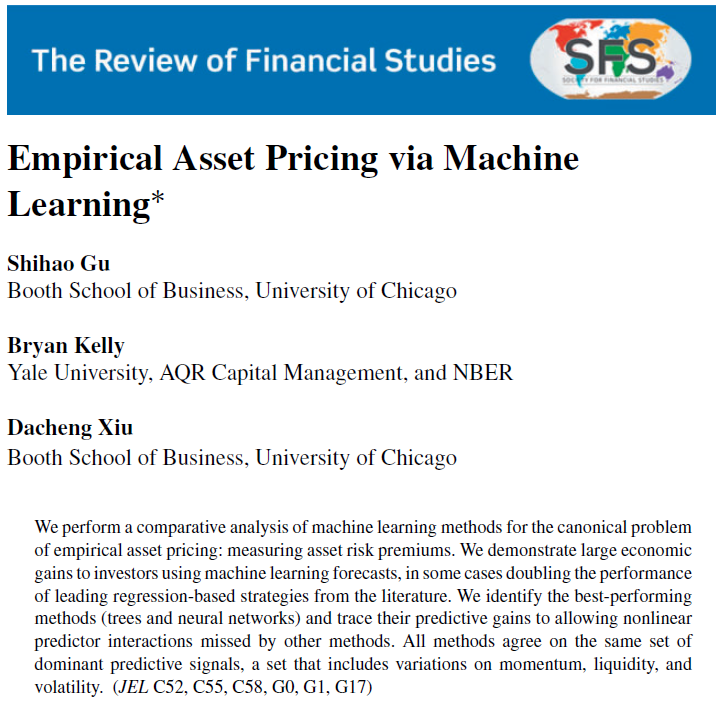 The Review of Financial Studies
SFS
SOCIETY FOR FINANCIAL STUDIES
Empirical Asset Pricing via Machine
Learning*
Shihao Gu
Booth School of Business, University of Chicago
Bryan Kelly
Yale University, AQR Capital Management, and NBER
Dacheng Xiu
Booth School of Business, University of Chicago
We perform a comparative analysis of machine learning methods for the canonical problem
of empirical asset pricing: measuring asset risk premiums. We demonstrate large economic
gains to investors using machine learning forecasts, in some cases doubling the performance
of leading regression-based strategies from the literature. We identify the best-performing
methods (trees and neural networks) and trace their predictive gains to allowing nonlinear
predictor interactions missed by other methods. All methods agree on the same set of
dominant predictive signals, a set that includes variations on momentum, liquidity, and
volatility. (JEL C52, C55, C58, G0, G1, G17)